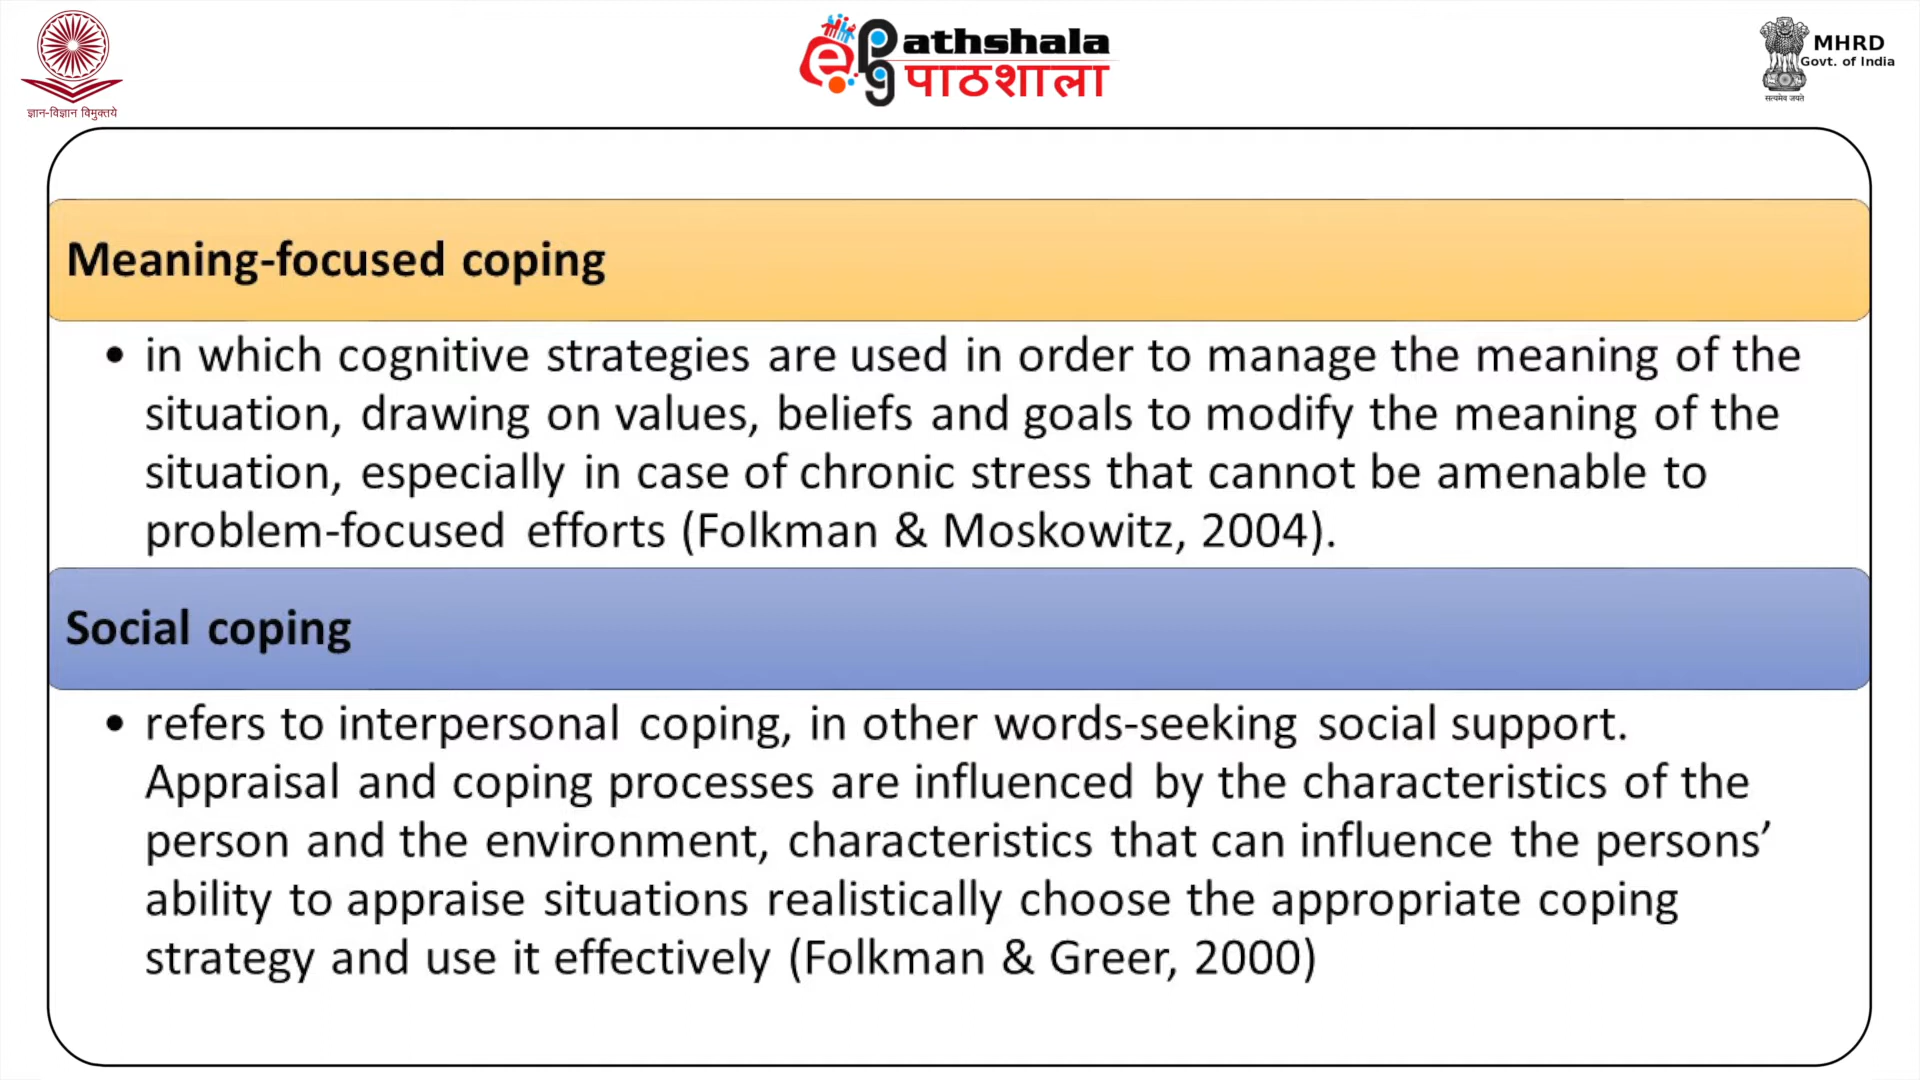 ज्ञान-विज्ञान विमुक्तये
e PG athshala
पाठशाला
MHRD
Govt. of India
सत्यमेव जयते
Meaning-focused coping
• in which cognitive strategies are used in order to manage the meaning of the
situation, drawing on values, beliefs and goals to modify the meaning of the
situation, especially in case of chronic stress that cannot be amenable to
problem-focused efforts (Folkman & Moskowitz, 2004).
Social coping
• refers to interpersonal coping, in other words-seeking social support.
Appraisal and coping processes are influenced by the characteristics of the
person and the environment, characteristics that can influence the persons’
ability to appraise situations realistically choose the appropriate coping
strategy and use it effectively (Folkman & Greer, 2000)